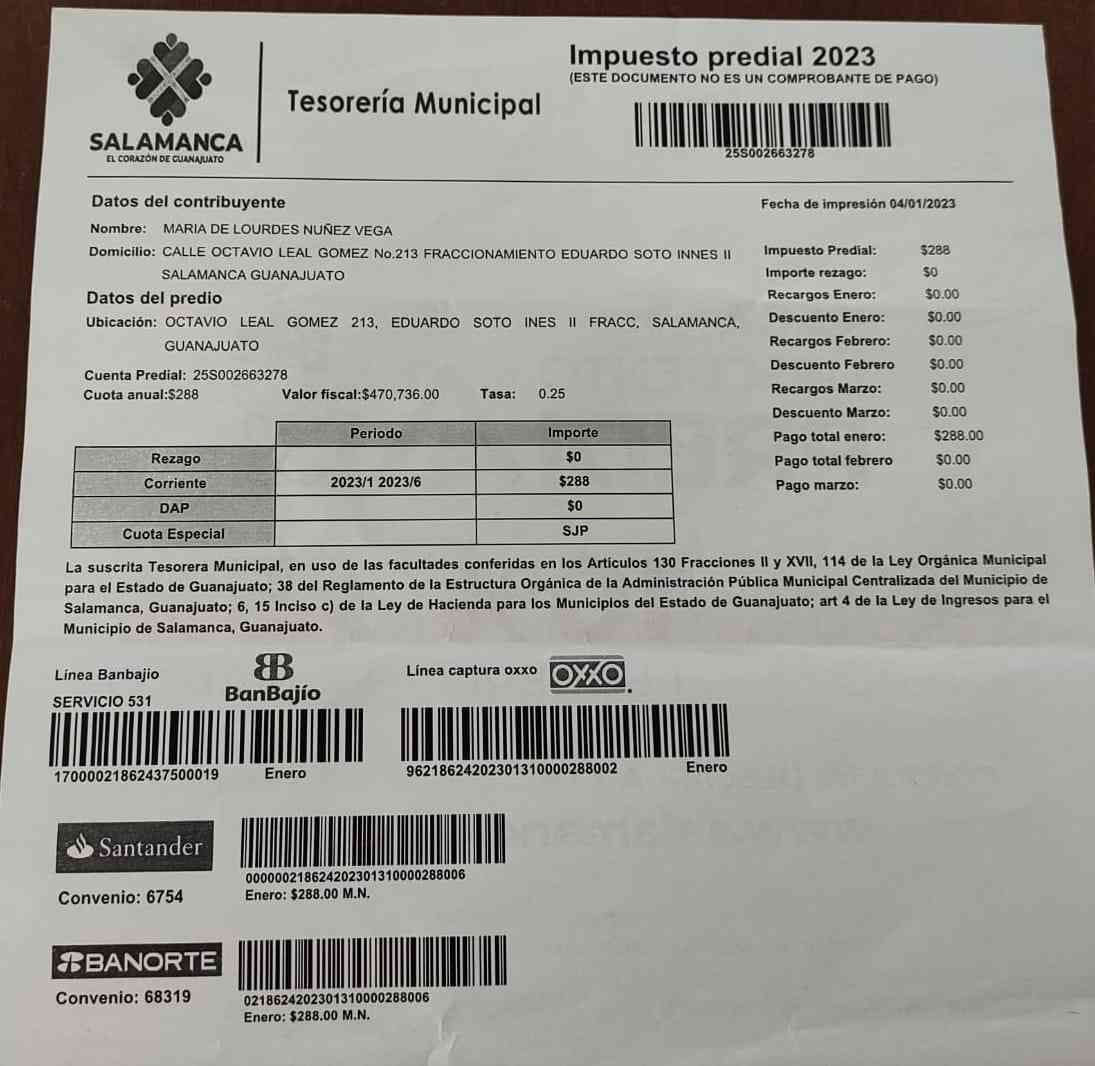 SALAMANCA
EL CORAZÓN DE GUANAJUATO
Tesorería Municipal
Impuesto predial 2023
(ESTE DOCUMENTO NO ES UN COMPROBANTE DE PAGO)
25S002663278
Datos del contribuyente
Nombre: MARIA DE LOURDES NUÑEZ VEGA
Domicilio: CALLE OCTAVIO LEAL GOMEZ No.213 FRACCIONAMIENTO EDUARDO SOTO INNES II
SALAMANCA GUANAJUATO
Datos del predio
Ubicación: OCTAVIO LEAL GOMEZ 213, EDUARDO SOTO INES II FRACC, SALAMANCA,
GUANAJUATO
Cuenta Predial: 25S002663278
Cuota anual:$288 Valor fiscal:$470,736.00 Tasa: 0.25
Fecha de impresión 04/01/2023
Impuesto Predial: $288
Importe rezago: $0
Recargos Enero: $0.00
Descuento Enero: $0.00
Recargos Febrero: $0.00
Descuento Febrero $0.00
Recargos Marzo: $0.00
Descuento Marzo: $0.00
Pago total enero: $288.00
Pago total febrero $0.00
Pago marzo: $0.00
Periodo Importe
Rezago $0
Corriente 2023/1 2023/6 $288
DAP $0
Cuota Especial SJP
La suscrita Tesorera Municipal, en uso de las facultades conferidas en los Artículos 130 Fracciones II y XVII, 114 de la Ley Orgánica Municipal
para el Estado de Guanajuato; 38 del Reglamento de la Estructura Orgánica de la Administración Pública Municipal Centralizada del Municipio de
Salamanca, Guanajuato; 6, 15 Inciso c) de la Ley de Hacienda para los Municipios del Estado de Guanajuato; art 4 de la Ley de Ingresos para el
Municipio de Salamanca, Guanajuato.
Línea Banbajio
SERVICIO 531
BanBajío
17000021862437500019 Enero
Línea captura oxxo OXXO
96218624202301310000288002 Enero
Santander
Convenio: 6754
0000002186242023013100002880​06
Enero: $288.00 M.N.
BANORTE
Convenio: 68319
0218624202301310000288006
Enero: $288.00 M.N.